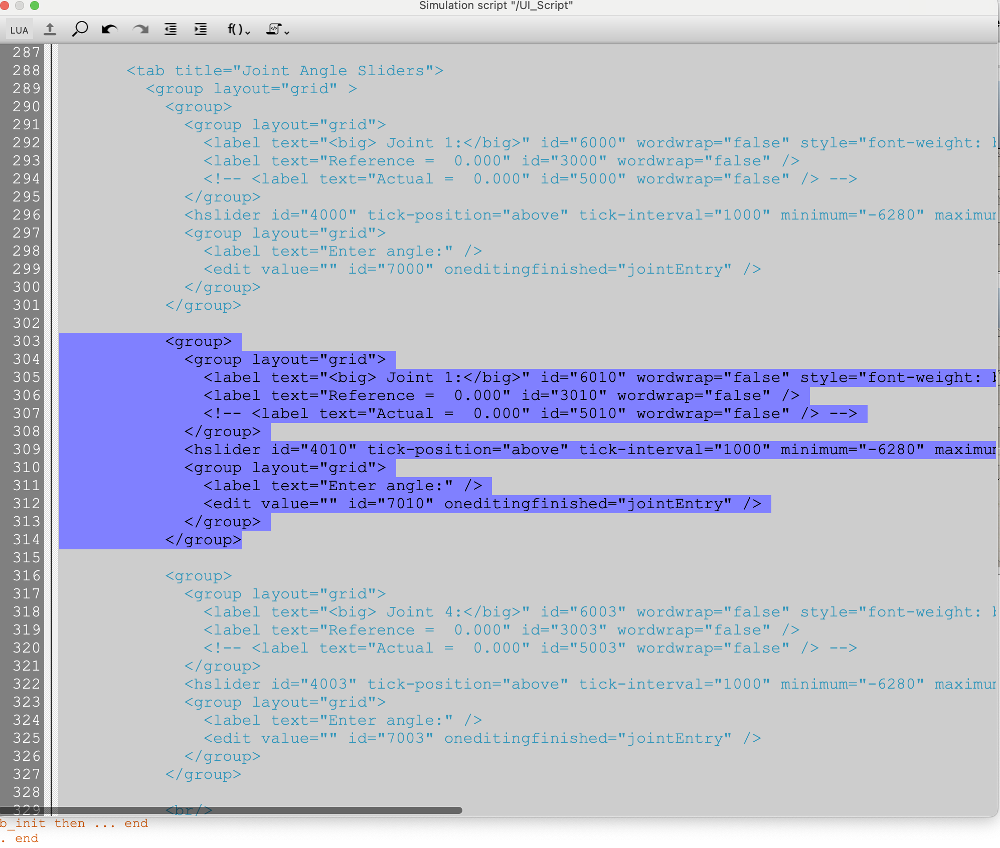 Simulation script "/UI_Script"
LUA f()
287
288 <tab title="Joint Angle Sliders">
289 <group layout="grid" >
290 <group>
291 <group layout="grid">
292 <label text="<big> Joint 1:</big>" id="6000" wordwrap="false" style="font-weight:
293 <label text="Reference =  0.000" id="3000" wordwrap="false" />
294 <!-- <label text="Actual =  0.000" id="5000" wordwrap="false" /> -->
295 </group>
296 <hslider id="4000" tick-position="above" tick-interval="1000" minimum="-6280" maximum
297 <group layout="grid">
298 <label text="Enter angle:" />
299 <edit value="" id="7000" oneditingfinished="jointEntry" />
300 </group>
301 </group>
302
303 <group>
304 <group layout="grid">
305 <label text="<big> Joint 1:</big>" id="6010" wordwrap="false" style="font-weight:
306 <label text="Reference =  0.000" id="3010" wordwrap="false" />
307 <!-- <label text="Actual =  0.000" id="5010" wordwrap="false" /> -->
308 </group>
309 <hslider id="4010" tick-position="above" tick-interval="1000" minimum="-6280" maximum
310 <group layout="grid">
311 <label text="Enter angle:" />
312 <edit value="" id="7010" oneditingfinished="jointEntry" />
313 </group>
314 </group>
315
316 <group>
317 <group layout="grid">
318 <label text="<big> Joint 4:</big>" id="6003" wordwrap="false" style="font-weight:
319 <label text="Reference =  0.000" id="3003" wordwrap="false" />
320 <!-- <label text="Actual =  0.000" id="5003" wordwrap="false" /> -->
321 </group>
322 <hslider id="4003" tick-position="above" tick-interval="1000" minimum="-6280" maximum
323 <group layout="grid">
324 <label text="Enter angle:" />
325 <edit value="" id="7003" oneditingfinished="jointEntry" />
326 </group>
327 </group>
328
329 <br/>
b_init then ... end
. end